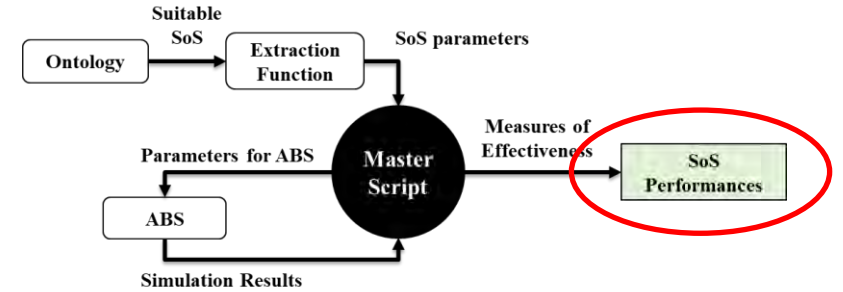 Suitable
SoS
SoS parameters
Ontology
Extraction
Function
Measures of
Effectiveness
Parameters for ABS
Master
Script
SoS
Performances
ABS
Simulation Results